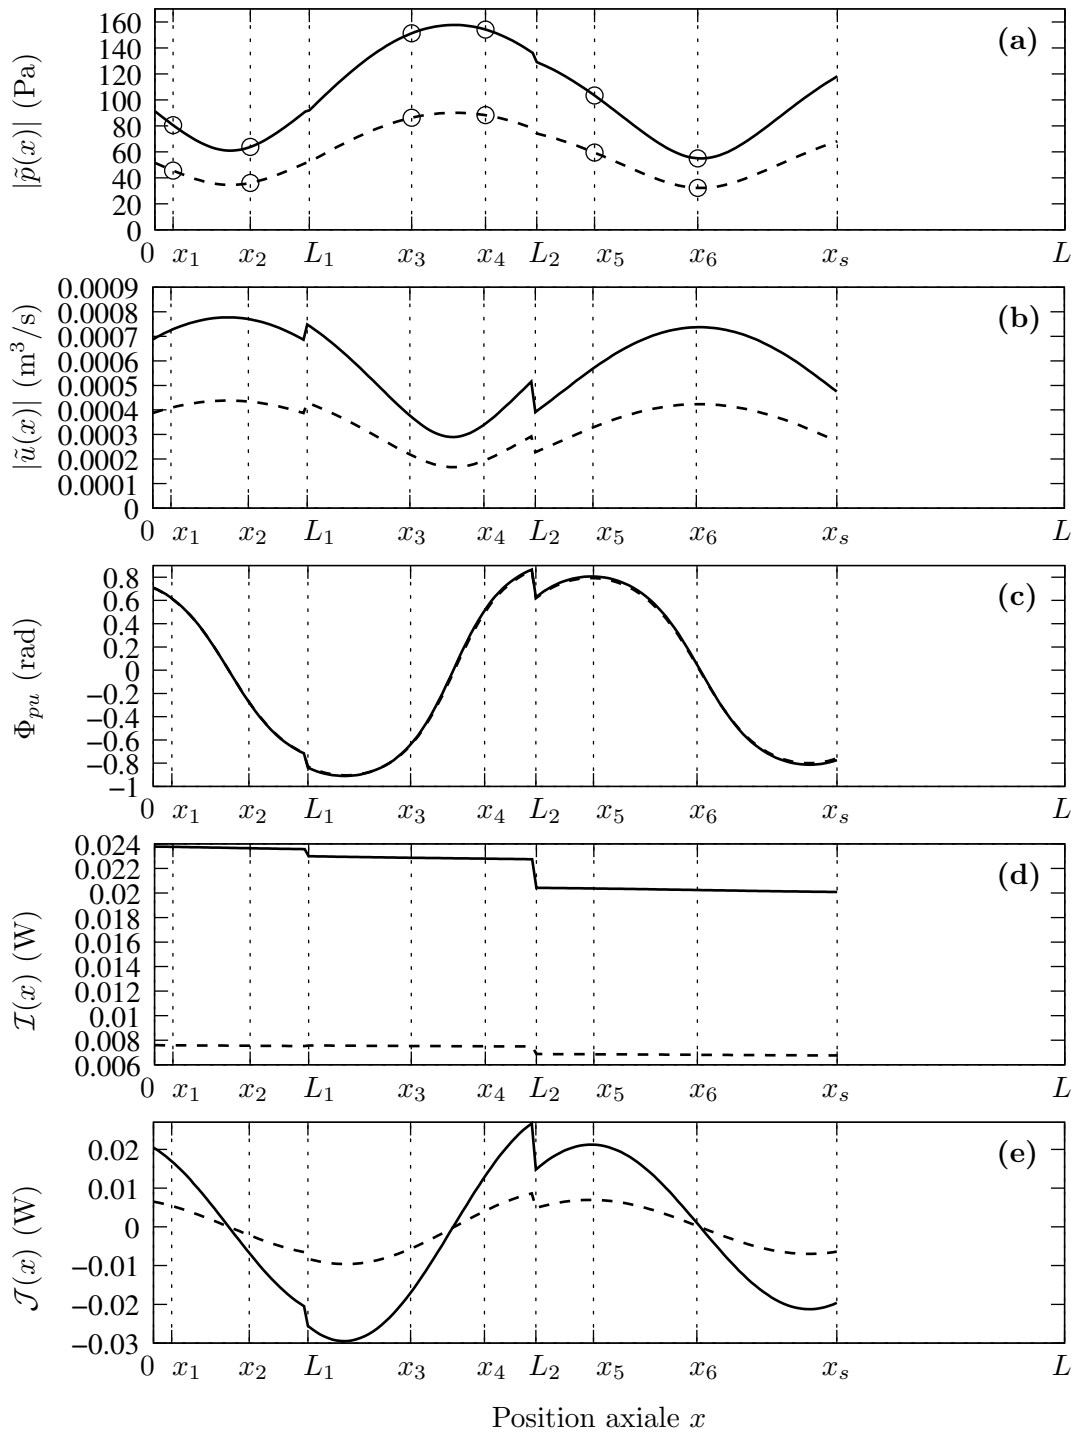 (a)
|p̃(x)| (Pa)
160
140
120
100
80
60
40
20
0
0 x₁ x₂ L₁ x₃ x₄ L₂ x₅ x₆ xₛ L
(b)
|ũ(x)| (m³/s)
0.0009
0.0008
0.0007
0.0006
0.0005
0.0004
0.0003
0.0002
0.0001
0
0 x₁ x₂ L₁ x₃ x₄ L₂ x₅ x₆ xₛ L
(c)
Φₚᵤ (rad)
0.8
0.6
0.4
0.2
0
−0.2
−0.4
−0.6
−0.8
−1
0 x₁ x₂ L₁ x₃ x₄ L₂ x₅ x₆ xₛ L
(d)
ℐ(x) (W)
0.024
0.022
0.02
0.018
0.016
0.014
0.012
0.01
0.008
0.006
0 x₁ x₂ L₁ x₃ x₄ L₂ x₅ x₆ xₛ L
(e)
𝒥(x) (W)
0.02
0.01
0
−0.01
−0.02
−0.03
0 x₁ x₂ L₁ x₃ x₄ L₂ x₅ x₆ xₛ L
Position axiale x